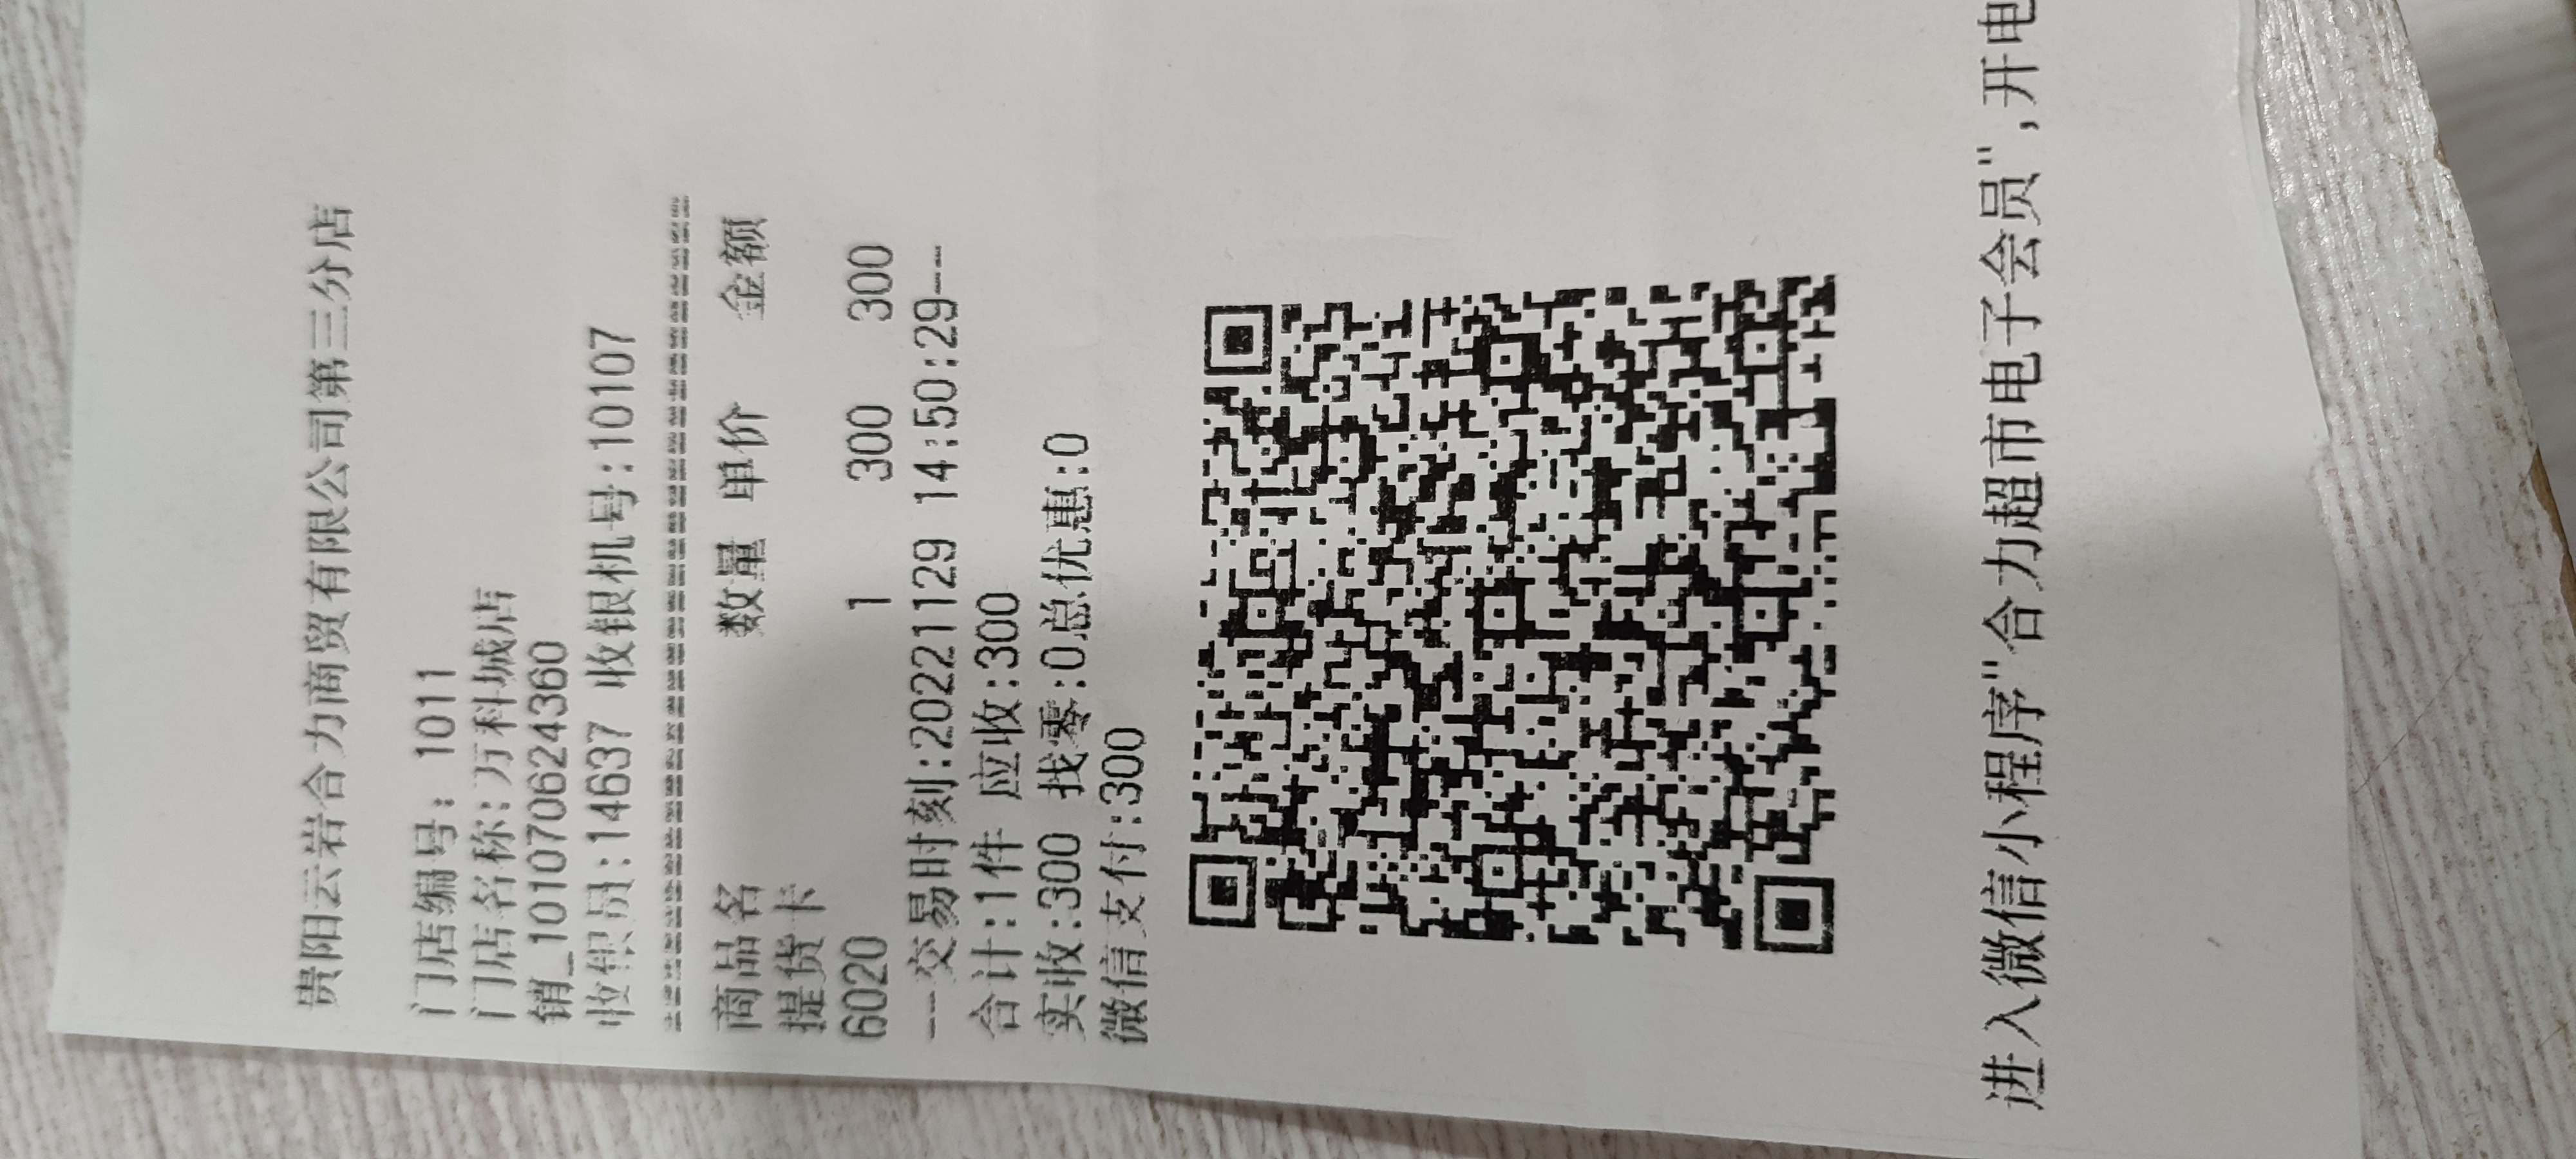 贵阳云岩合力商贸有限公司第三分店
门店编号: 1011
门店名称:万科城店
销_101070624360
收银员:14637 收银机号:10107
商品名 数量 单价 金额
提货卡
6020 1 300 300
---交易时刻:20221129 14:50:29---
合计:1件 应收:300
实收:300 找零:0总优惠:0
微信支付:300
进入微信小程序"合力超市电子会员",开电